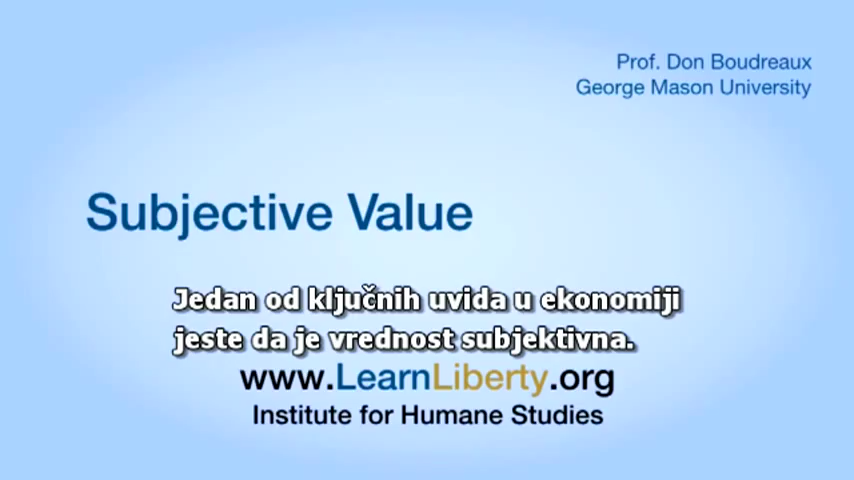 Prof. Don Boudreaux
George Mason University
Subjective Value
Jedan od ključnih uvida u ekonomiji
jeste da je vrednost subjektivna.
www.LearnLiberty.org
Institute for Humane Studies